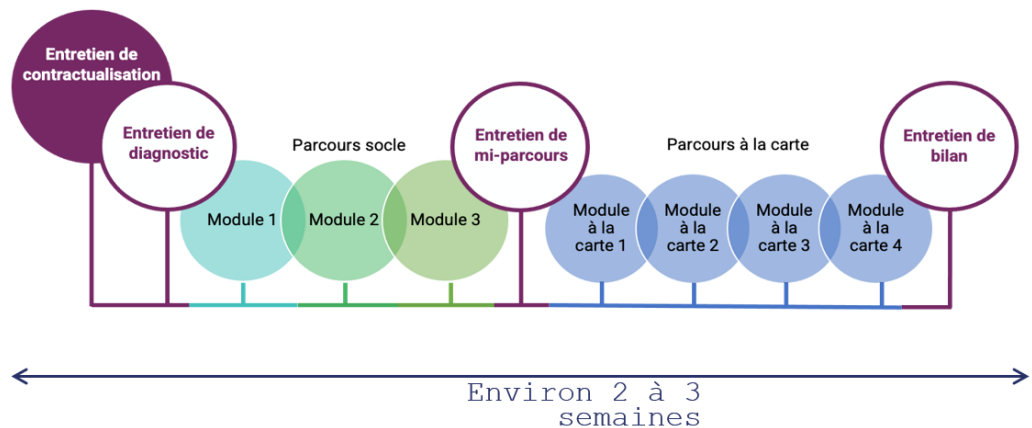 Entretien de
contractualisation
Entretien de
diagnostic
Parcours socle
Module 1
Module 2
Module 3
Entretien de
mi-parcours
Parcours à la carte
Module
à la
carte 1
Module
à la
carte 2
Module
à la
carte 3
Module
à la
carte 4
Entretien de
bilan
Environ 2 à 3
semaines